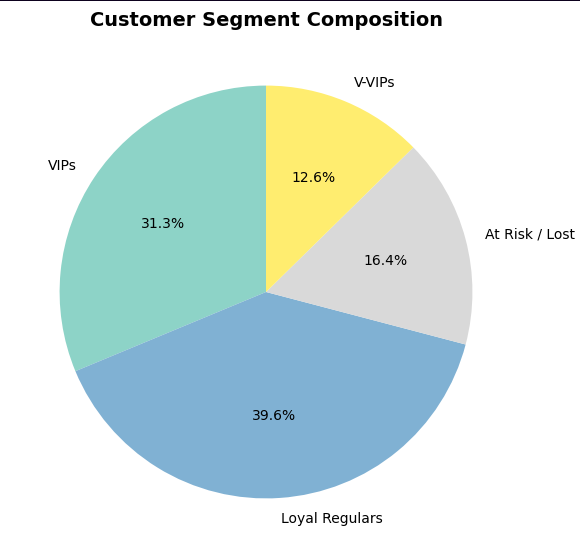 Customer Segment Composition
V-VIPs
VIPs
12.6%
31.3%
At Risk / Lost
16.4%
39.6%
Loyal Regulars